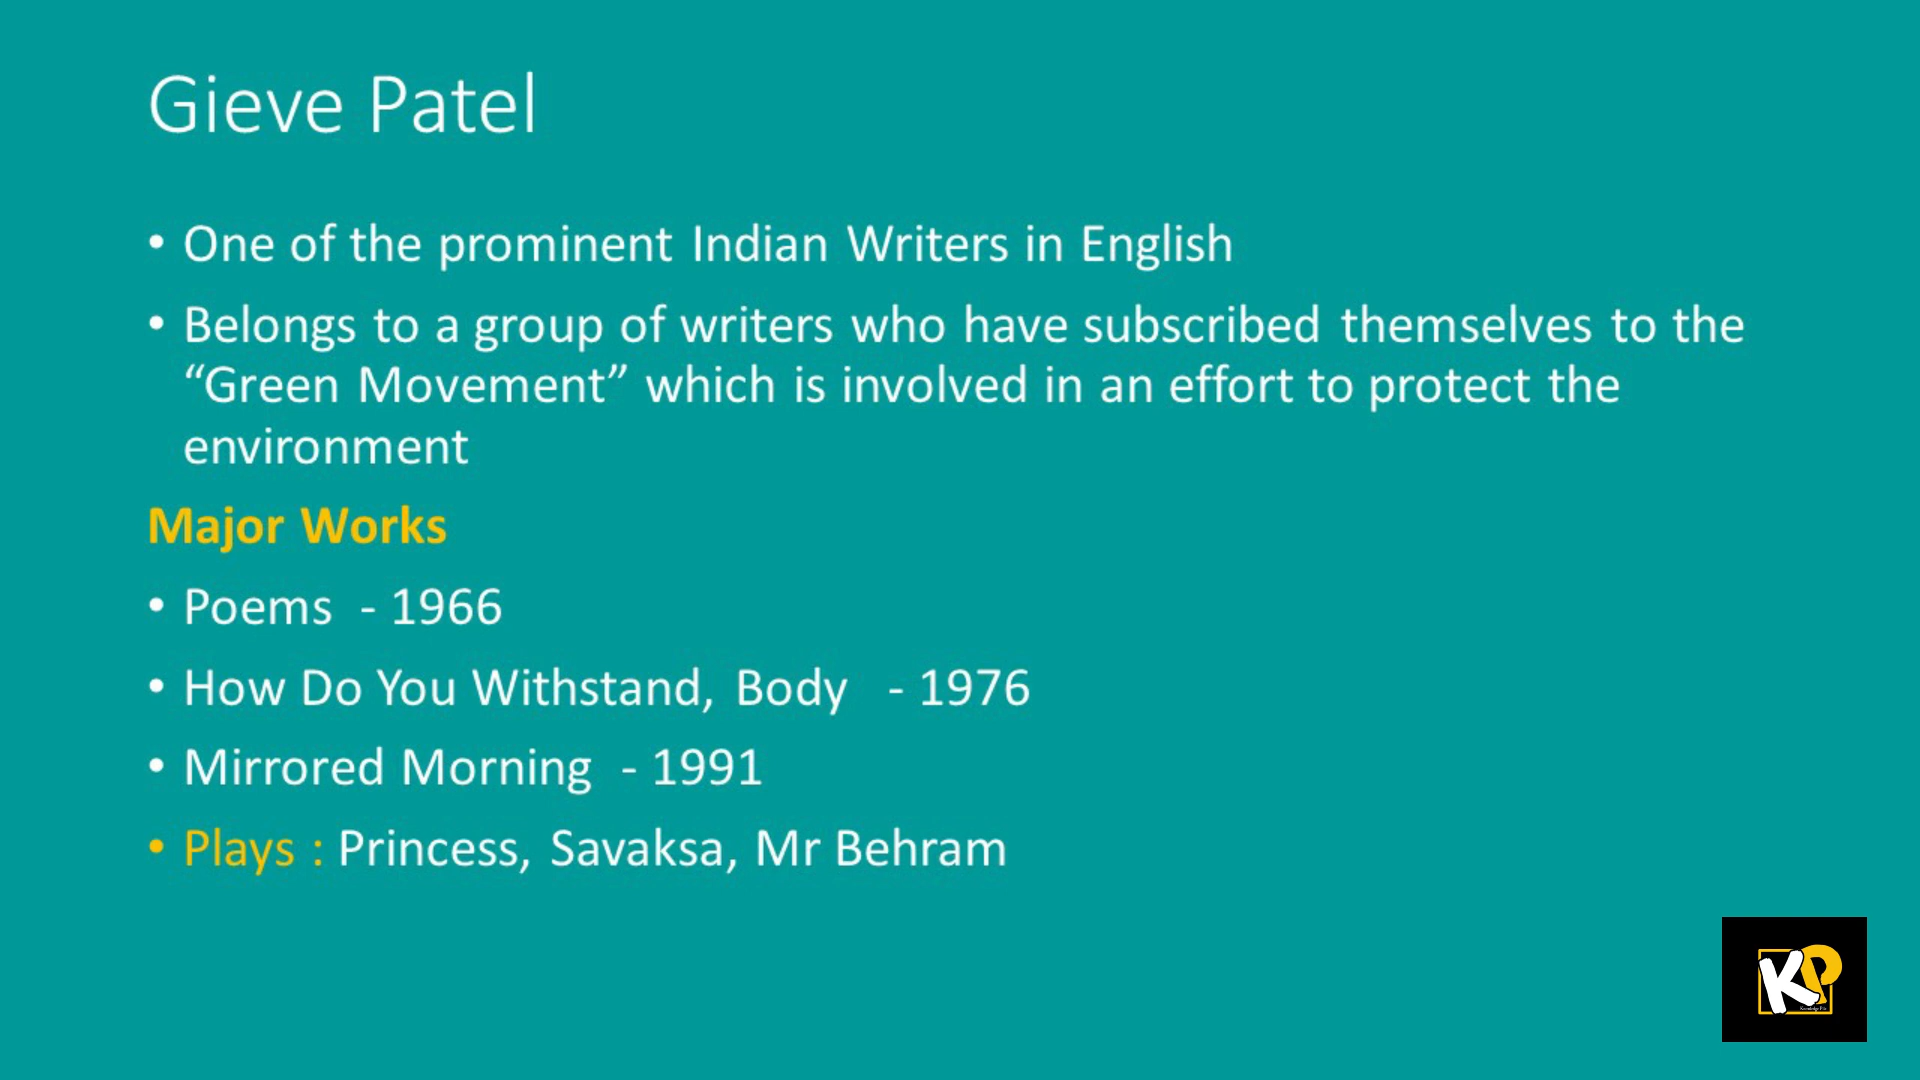 Gieve Patel
• One of the prominent Indian Writers in English
• Belongs to a group of writers who have subscribed themselves to the
“Green Movement” which is involved in an effort to protect the
environment
Major Works
• Poems - 1966
• How Do You Withstand, Body - 1976
• Mirrored Morning - 1991
• Plays : Princess, Savaksa, Mr Behram
KP